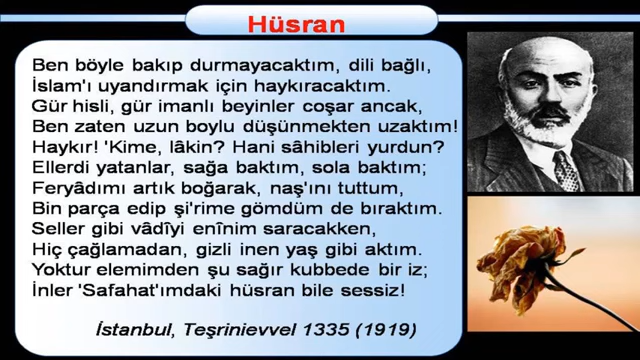 Hüsran
Ben böyle bakıp durmayacaktım, dili bağlı,
İslam'ı uyandırmak için haykıracaktım.
Gür hisli, gür imanlı beyinler coşar ancak,
Ben zaten uzun boylu düşünmekten uzaktım!
Haykır! 'Kime, lâkin? Hani sâhibleri yurdun?
Ellerdi yatanlar, sağa baktım, sola baktım;
Feryâdımı artık boğarak, naş'ını tuttum,
Bin parça edip şi'rime gömdüm de bıraktım.
Seller gibi vâdîyi enînim saracakken,
Hiç çağlamadan, gizli inen yaş gibi aktım.
Yoktur elemimden şu sağır kubbede bir iz;
İnler 'Safahat'ımdaki hüsran bile sessiz!
İstanbul, Teşrinievvel 1335 (1919)